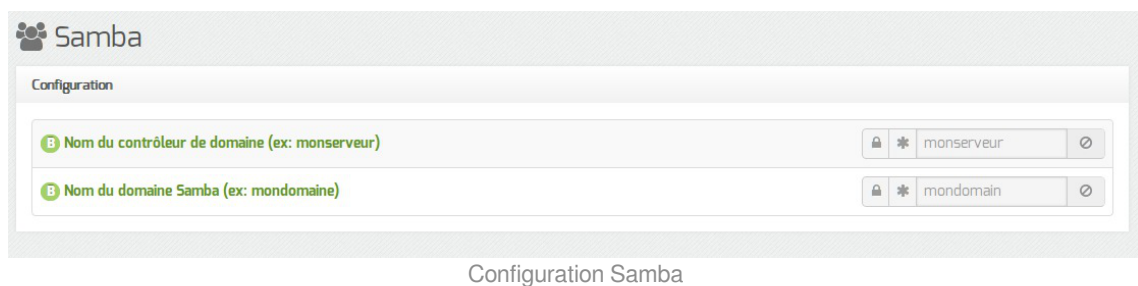 Samba
Configuration
B Nom du contrôleur de domaine (ex: monserveur)
monserveur
B Nom du domaine Samba (ex: mondomaine)
mondomain
Configuration Samba